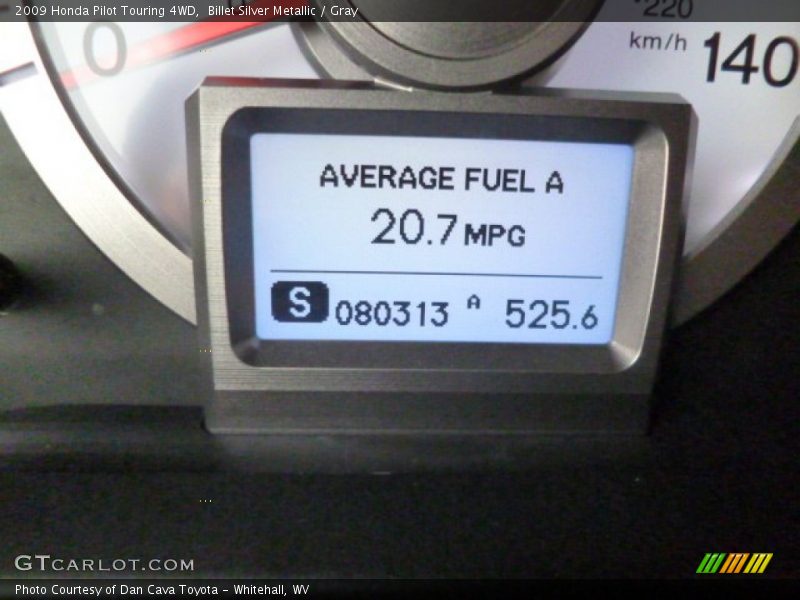 2009 Honda Pilot Touring 4WD, Billet Silver Metallic / Gray
0
220
km/h
140
AVERAGE FUEL A
20.7 MPG
S 080313 A 525.6
GTCARLOT.COM
Photo Courtesy of Dan Cava Toyota - Whitehall, WV